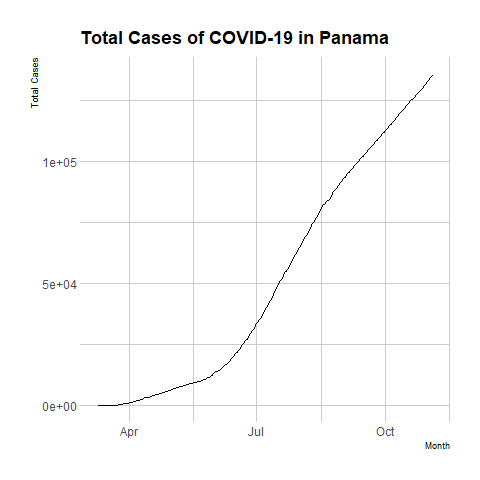 Total Cases of COVID-19 in Panama
Total Cases
1e+05
5e+04
0e+00
Apr Jul Oct
Month